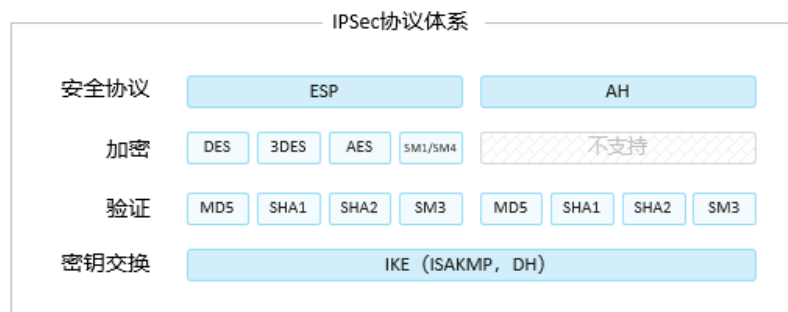 IPSec协议体系
安全协议 ESP AH
加密 DES 3DES AES SM1/SM4 不支持
验证 MD5 SHA1 SHA2 SM3 MD5 SHA1 SHA2 SM3
密钥交换 IKE（ISAKMP，DH）